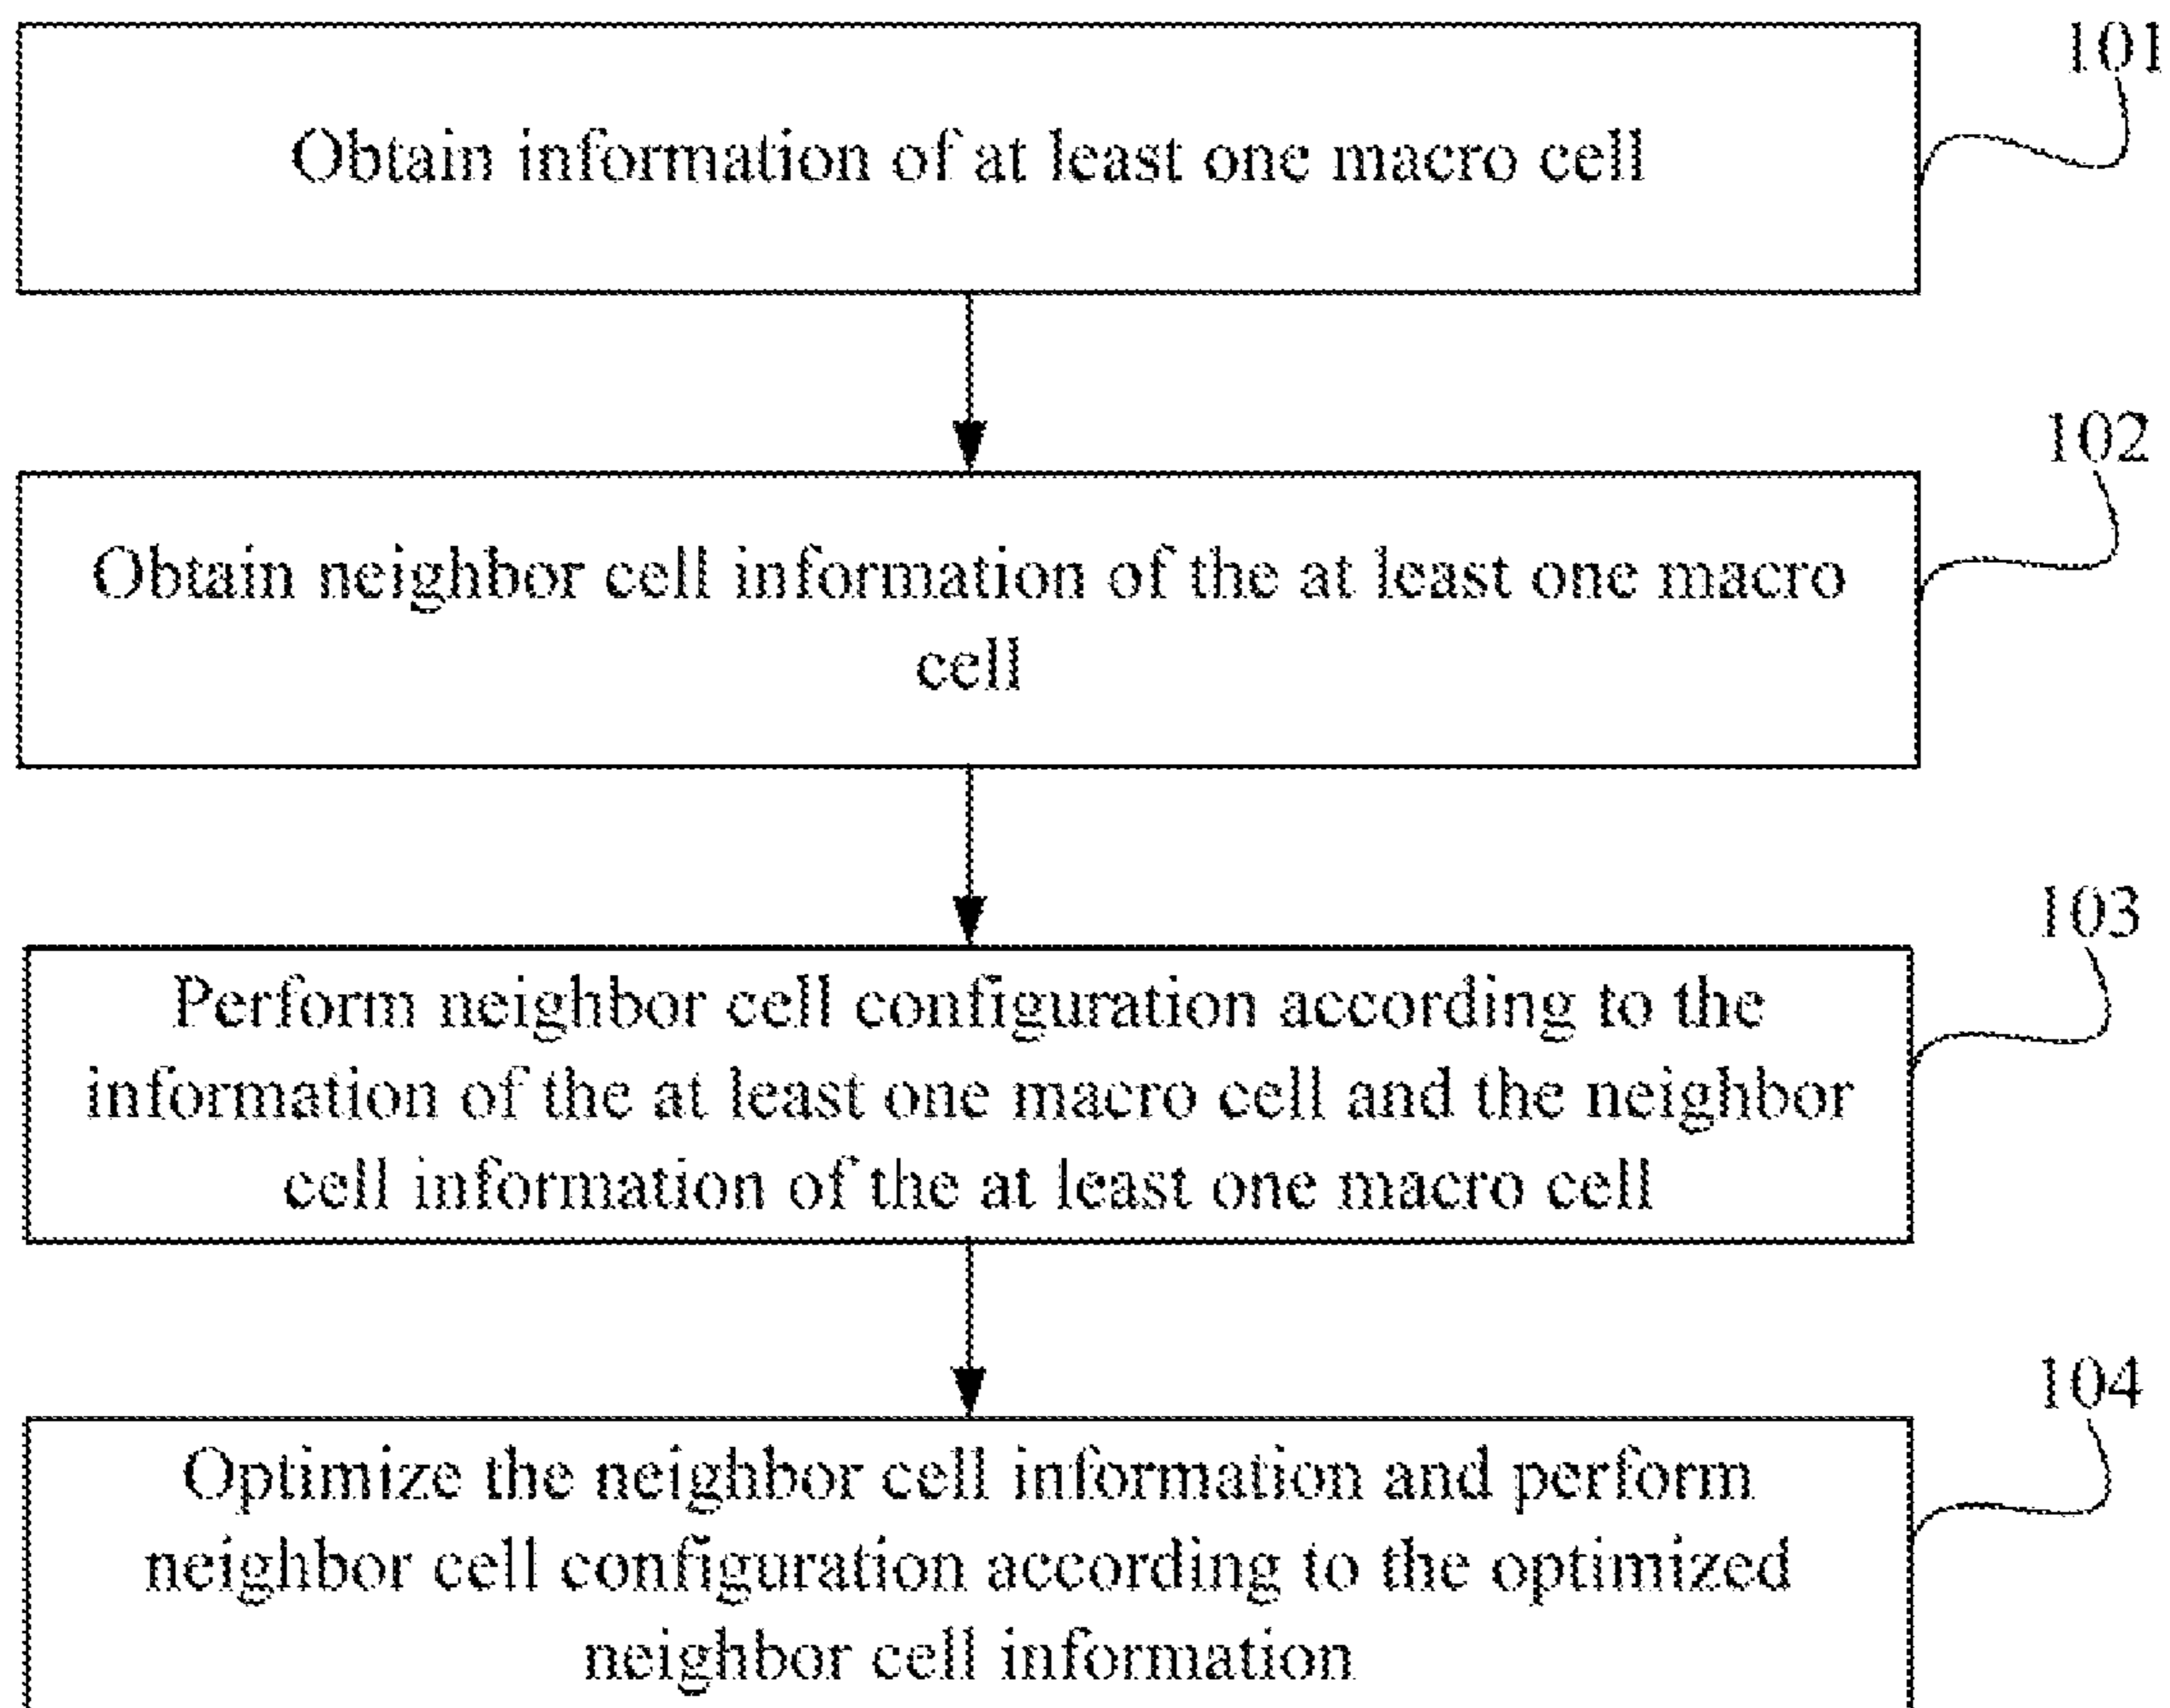 101
Obtain information of at least one macro cell
102
Obtain neighbor cell information of the at least one macro
cell
103
Perform neighbor cell configuration according to the
information of the at least one macro cell and the neighbor
cell information of the at least one macro cell
104
Optimize the neighbor cell information and perform
neighbor cell configuration according to the optimized
neighbor cell information